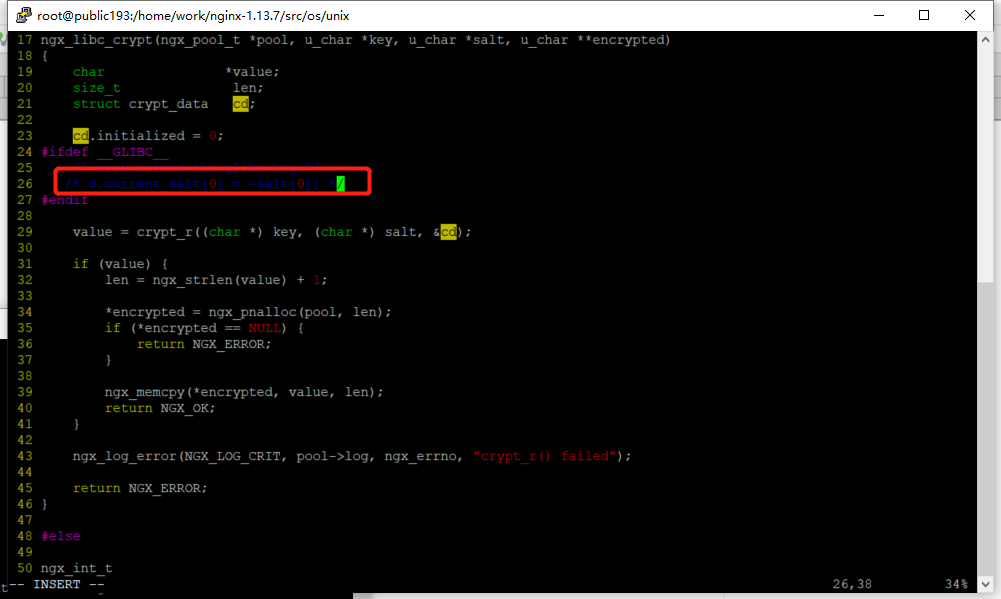 root@public193:/home/work/nginx-1.13.7/src/os/unix
17 ngx_libc_crypt(ngx_pool_t *pool, u_char *key, u_char *salt, u_char **encrypted)
18 {
19     char               *value;
20     size_t              len;
21     struct crypt_data   cd;
22
23     cd.initialized = 0;
24 #ifdef __GLIBC__
25
26    /* d.current_salt[0] = ~salt[0]; */
27 #endif
28
29     value = crypt_r((char *) key, (char *) salt, &cd);
30
31     if (value) {
32         len = ngx_strlen(value) + 1;
33
34         *encrypted = ngx_pnalloc(pool, len);
35         if (*encrypted == NULL) {
36             return NGX_ERROR;
37         }
38
39         ngx_memcpy(*encrypted, value, len);
40         return NGX_OK;
41     }
42
43     ngx_log_error(NGX_LOG_CRIT, pool->log, ngx_errno, "crypt_r() failed");
44
45     return NGX_ERROR;
46 }
47
48 #else
49
50 ngx_int_t
-- INSERT -- 26,38 34%